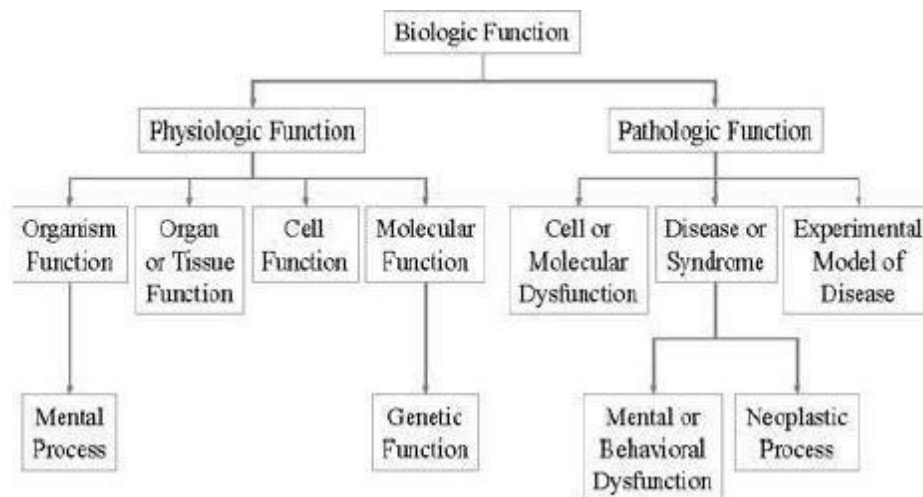 Biologic Function
Physiologic Function
Pathologic Function
Organism
Function
Organ
or Tissue
Function
Cell
Function
Molecular
Function
Cell or
Molecular
Dysfunction
Disease or
Syndrome
Experimental
Model of
Disease
Mental
Process
Genetic
Function
Mental or
Behavioral
Dysfunction
Neoplastic
Process